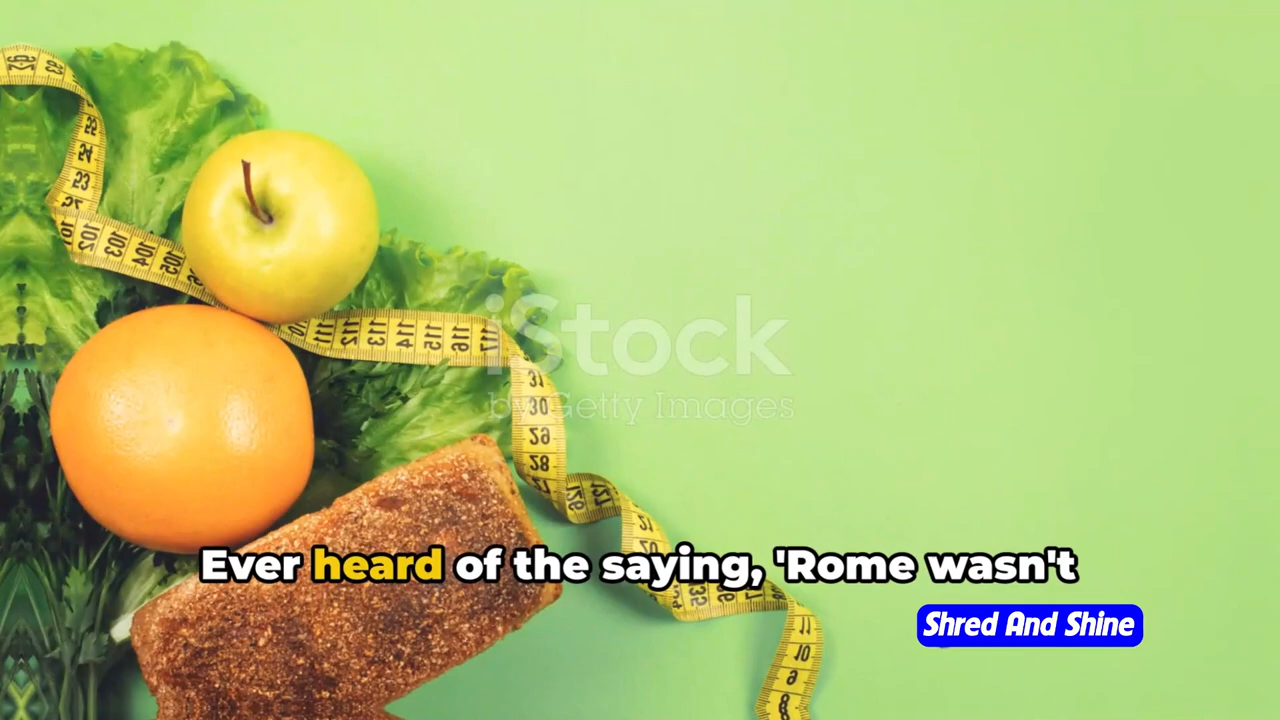 iStock
by Getty Images
Ever heard of the saying, 'Rome wasn't
Shred And Shine